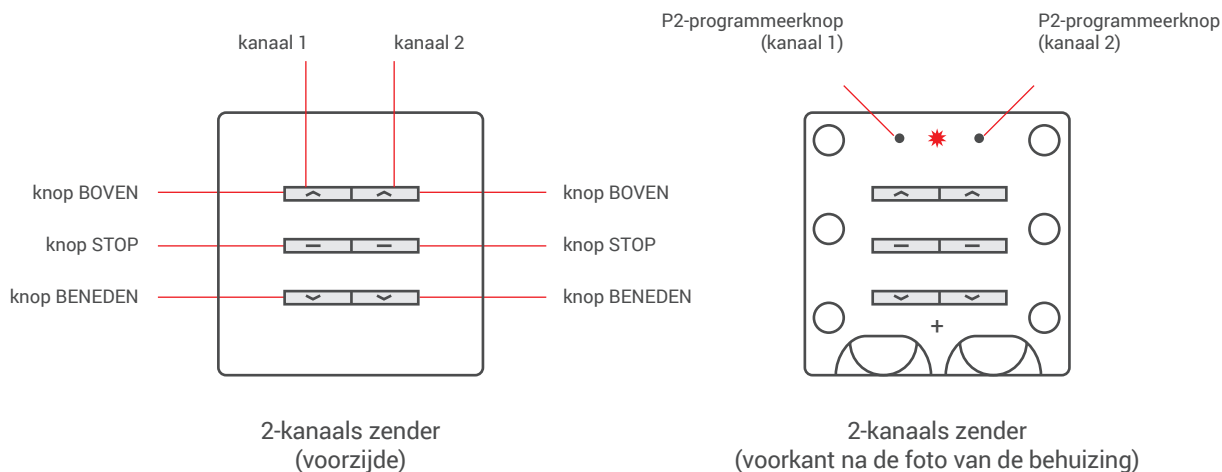 kanaal 1
kanaal 2
knop BOVEN
knop BOVEN
knop STOP
knop STOP
knop BENEDEN
knop BENEDEN
2-kanaals zender
(voorzijde)
P2-programmeerknop
(kanaal 1)
P2-programmeerknop
(kanaal 2)
+
2-kanaals zender
(voorkant na de foto van de behuizing)